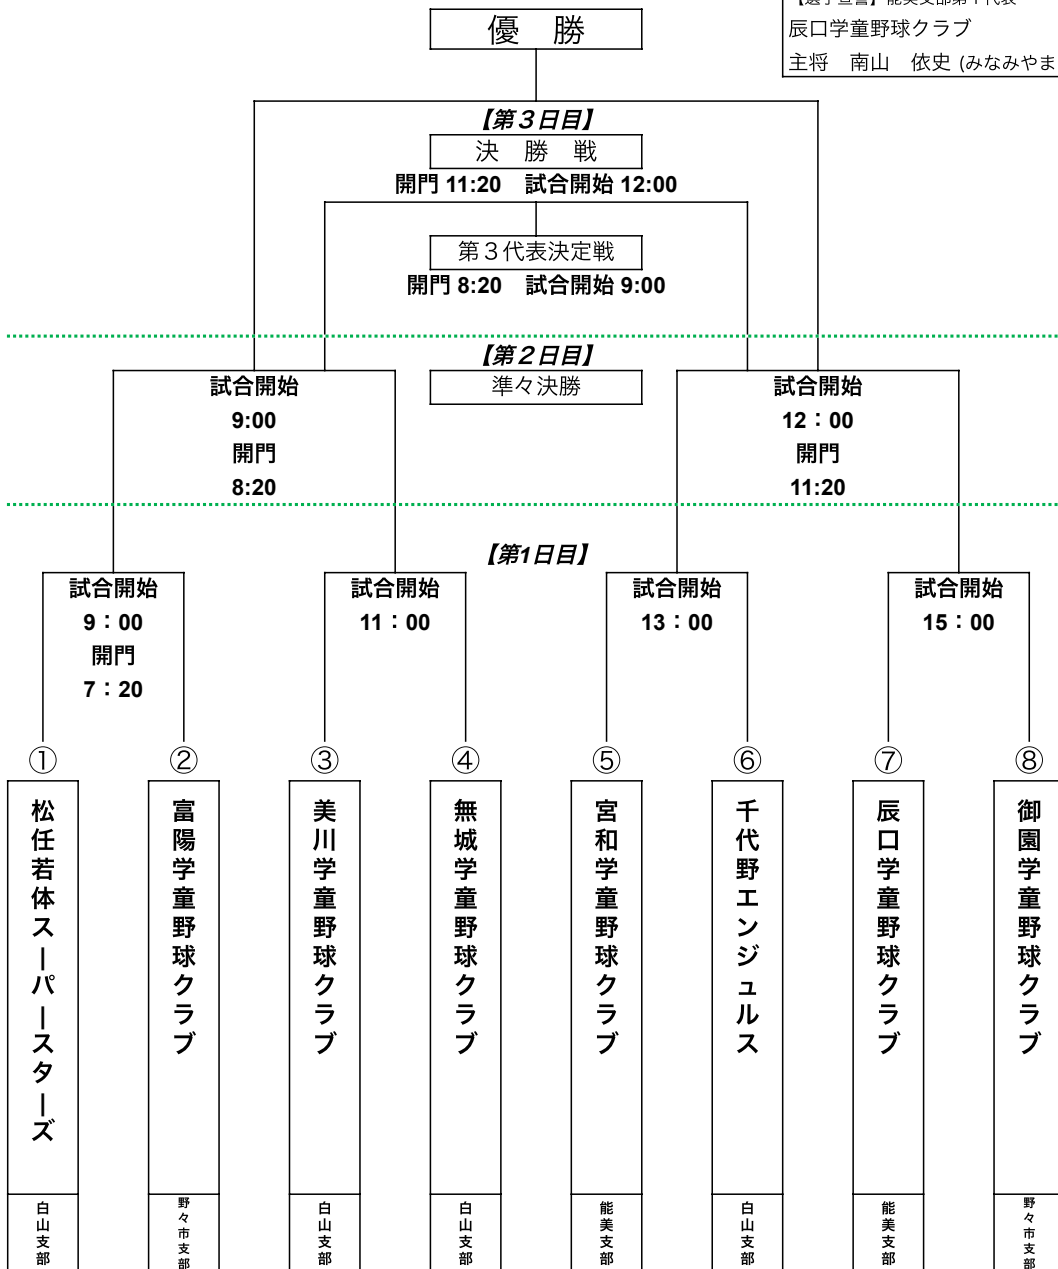 【選手宣誓】能美支部第1代表
辰口学童野球クラブ
主将　南山　依史 (みなみやま
優　勝
【第３日目】
決　勝　戦
開門 11:20　試合開始 12:00
第３代表決定戦
開門 8:20　試合開始 9:00
【第２日目】
準々決勝
試合開始
9:00
開門
8:20
試合開始
12：00
開門
11:20
【第1日目】
試合開始
9：00
開門
7：20
試合開始
11：00
試合開始
13：00
試合開始
15：00
①
松任若体スーパースターズ
白山支部
②
富陽学童野球クラブ
野々市支部
③
美川学童野球クラブ
白山支部
④
無城学童野球クラブ
白山支部
⑤
宮和学童野球クラブ
能美支部
⑥
千代野エンジュルス
白山支部
⑦
辰口学童野球クラブ
能美支部
⑧
御園学童野球クラブ
野々市支部